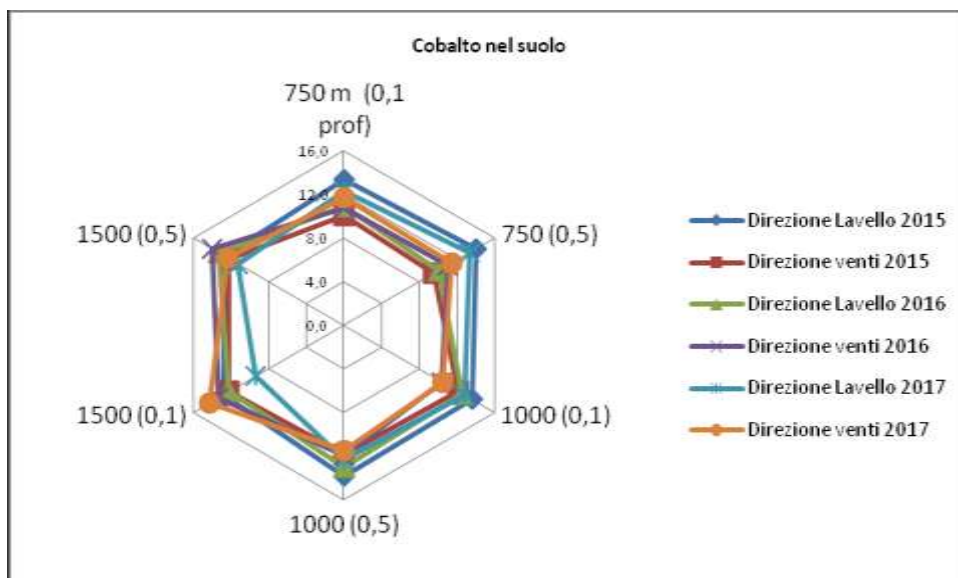 Cobalto nel suolo
750 m (0,1
prof)
16,0
12,0
8,0
4,0
0,0
750 (0,5)
1000 (0,1)
1000 (0,5)
1500 (0,1)
1500 (0,5)
Direzione Lavello 2015
Direzione venti 2015
Direzione Lavello 2016
Direzione venti 2016
Direzione Lavello 2017
Direzione venti 2017